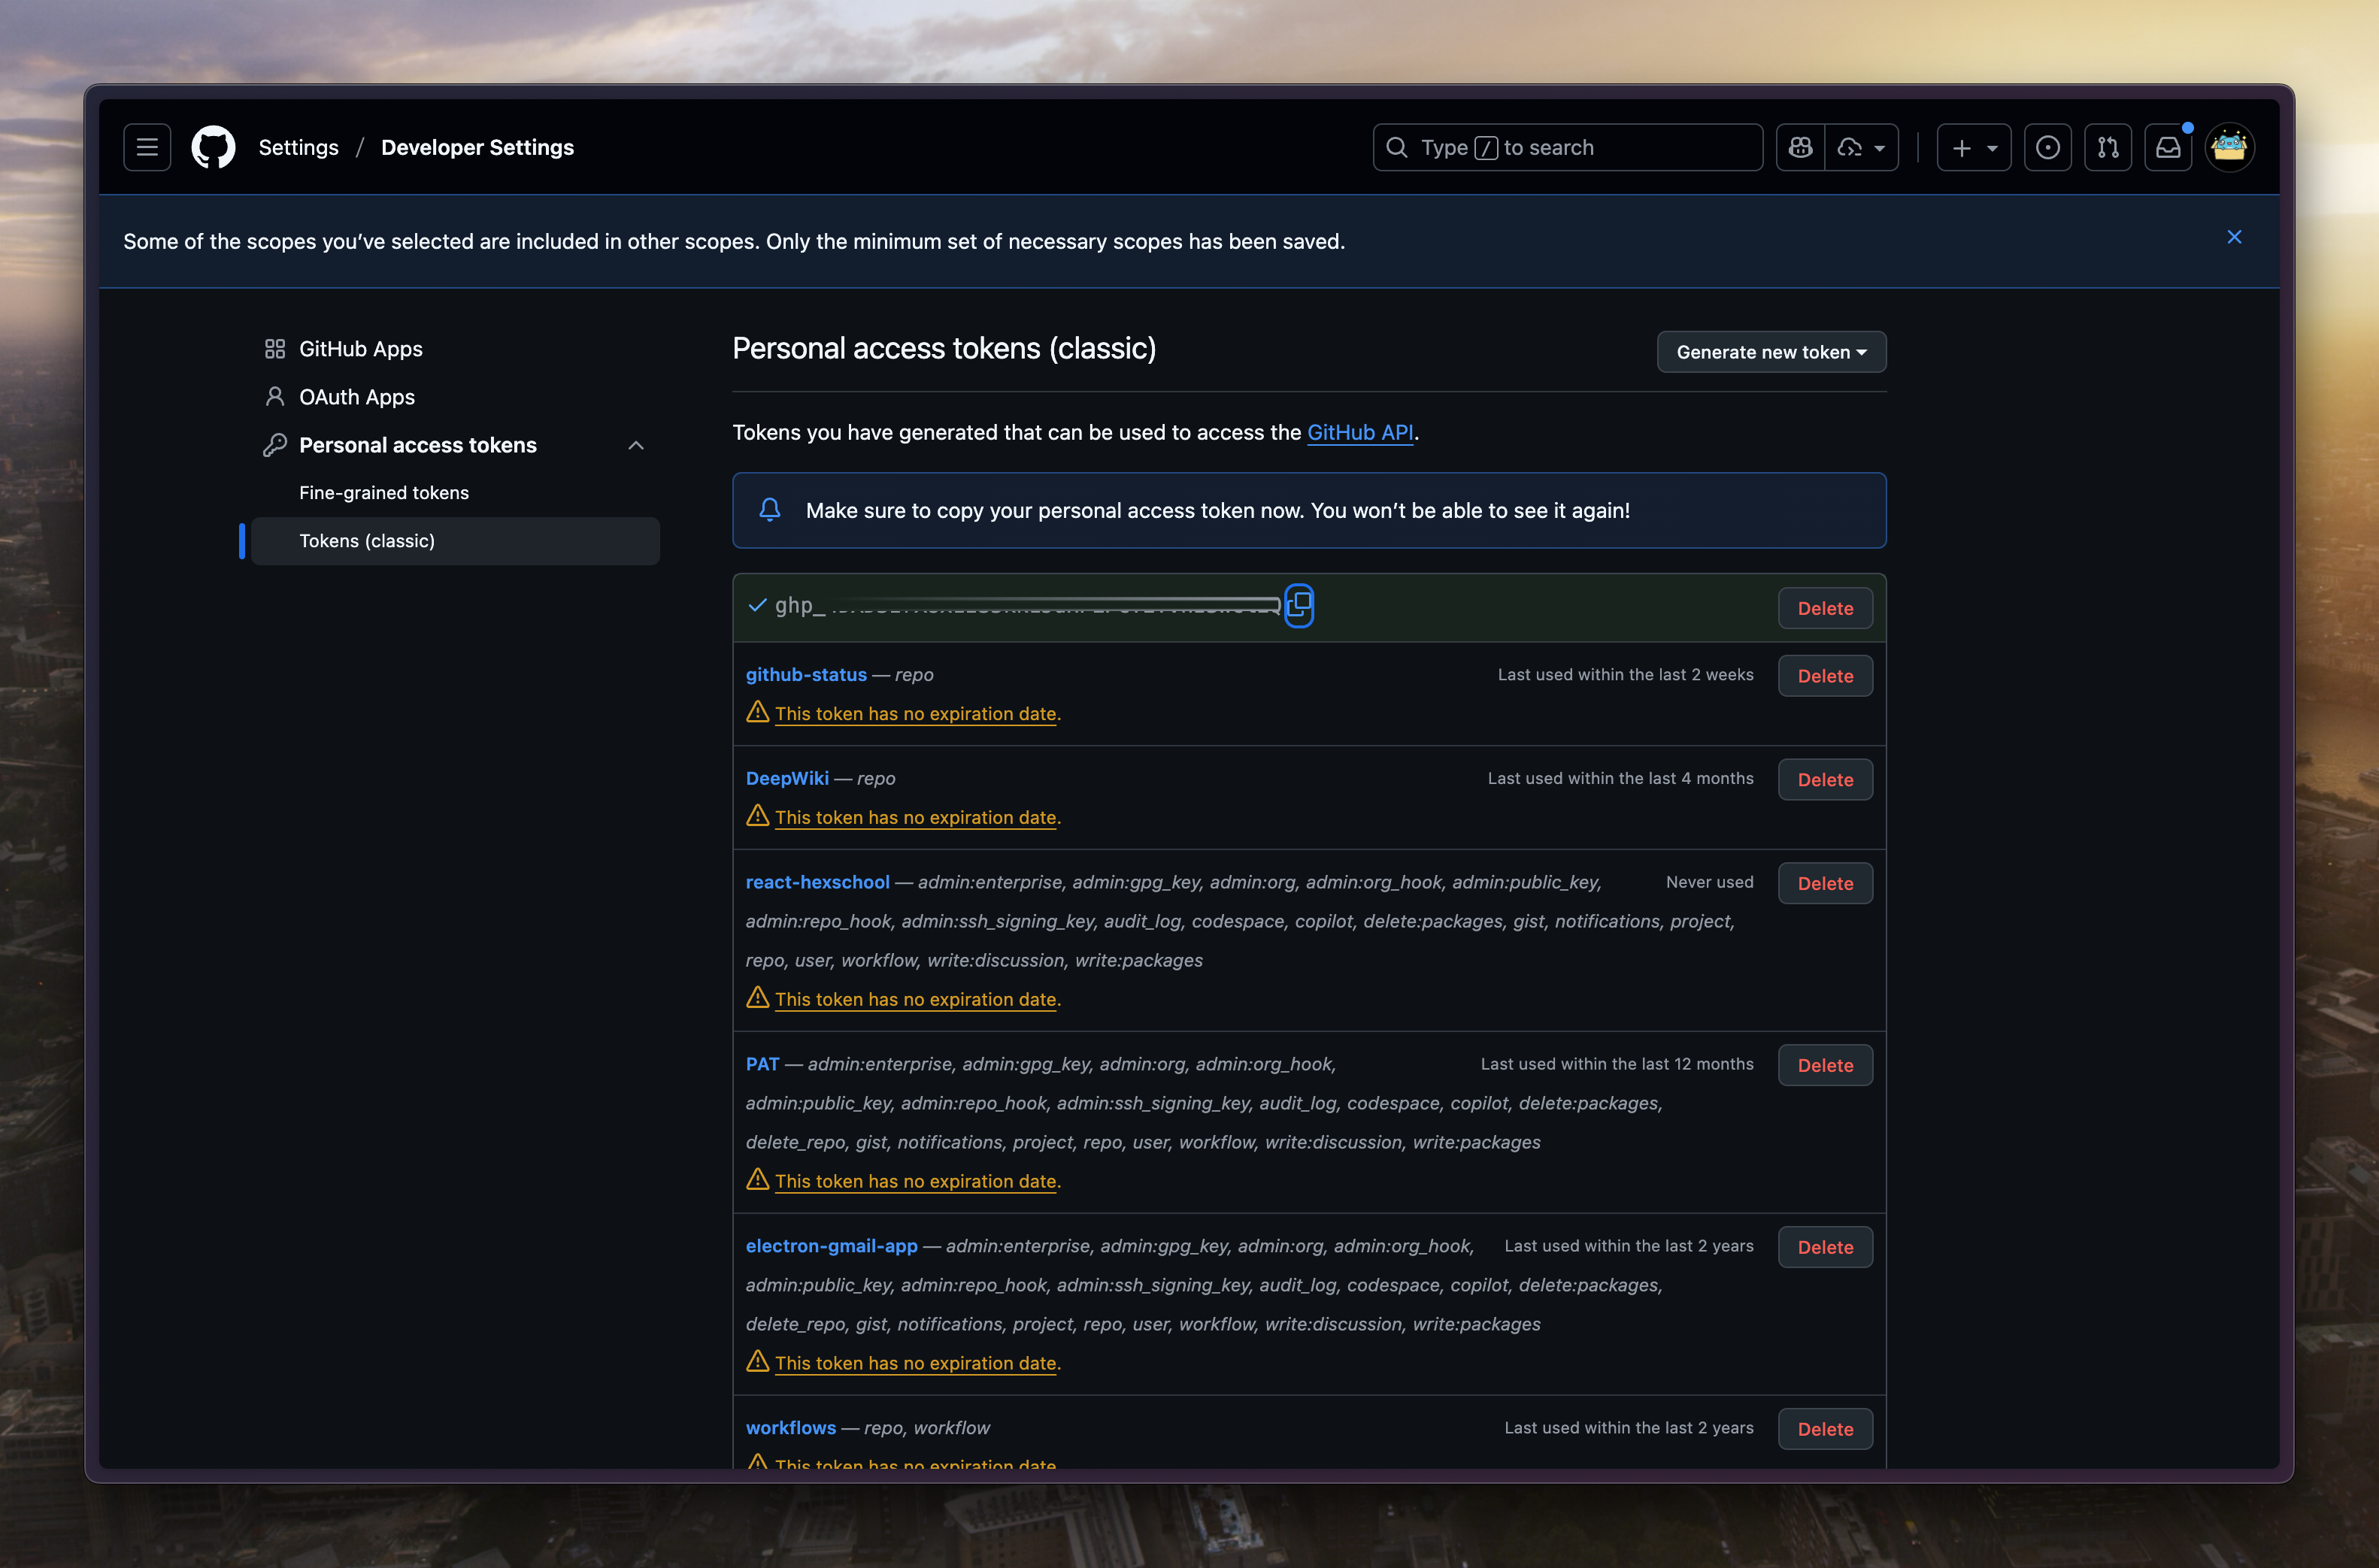 Settings / Developer Settings
Type / to search
Some of the scopes you’ve selected are included in other scopes. Only the minimum set of necessary scopes has been saved.
GitHub Apps
OAuth Apps
Personal access tokens
Fine-grained tokens
Tokens (classic)
Personal access tokens (classic)
Generate new token
Tokens you have generated that can be used to access the GitHub API.
Make sure to copy your personal access token now. You won’t be able to see it again!
ghp_
Delete
github-status — repo
Last used within the last 2 weeks
Delete
This token has no expiration date.
DeepWiki — repo
Last used within the last 4 months
Delete
This token has no expiration date.
react-hexschool — admin:enterprise, admin:gpg_key, admin:org, admin:org_hook, admin:public_key,
Never used
Delete
admin:repo_hook, admin:ssh_signing_key, audit_log, codespace, copilot, delete:packages, gist, notifications, project,
repo, user, workflow, write:discussion, write:packages
This token has no expiration date.
PAT — admin:enterprise, admin:gpg_key, admin:org, admin:org_hook,
Last used within the last 12 months
Delete
admin:public_key, admin:repo_hook, admin:ssh_signing_key, audit_log, codespace, copilot, delete:packages,
delete_repo, gist, notifications, project, repo, user, workflow, write:discussion, write:packages
This token has no expiration date.
electron-gmail-app — admin:enterprise, admin:gpg_key, admin:org, admin:org_hook,
Last used within the last 2 years
Delete
admin:public_key, admin:repo_hook, admin:ssh_signing_key, audit_log, codespace, copilot, delete:packages,
delete_repo, gist, notifications, project, repo, user, workflow, write:discussion, write:packages
This token has no expiration date.
workflows — repo, workflow
Last used within the last 2 years
Delete
This token has no expiration date